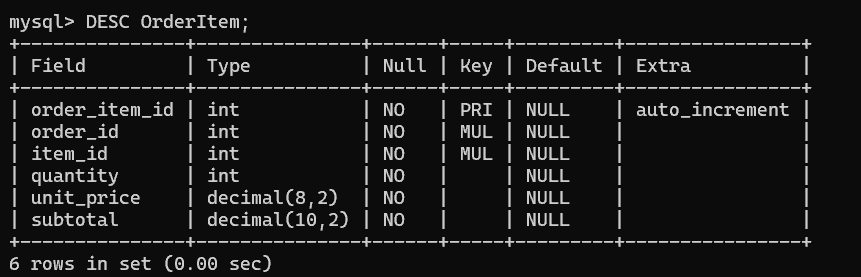 mysql> DESC OrderItem;
+---------------+---------------+------+-----+---------+----------------+
| Field         | Type          | Null | Key | Default | Extra          |
+---------------+---------------+------+-----+---------+----------------+
| order_item_id | int           | NO   | PRI | NULL    | auto_increment |
| order_id      | int           | NO   | MUL | NULL    |                |
| item_id       | int           | NO   | MUL | NULL    |                |
| quantity      | int           | NO   |     | NULL    |                |
| unit_price    | decimal(8,2)  | NO   |     | NULL    |                |
| subtotal      | decimal(10,2) | NO   |     | NULL    |                |
+---------------+---------------+------+-----+---------+----------------+
6 rows in set (0.00 sec)